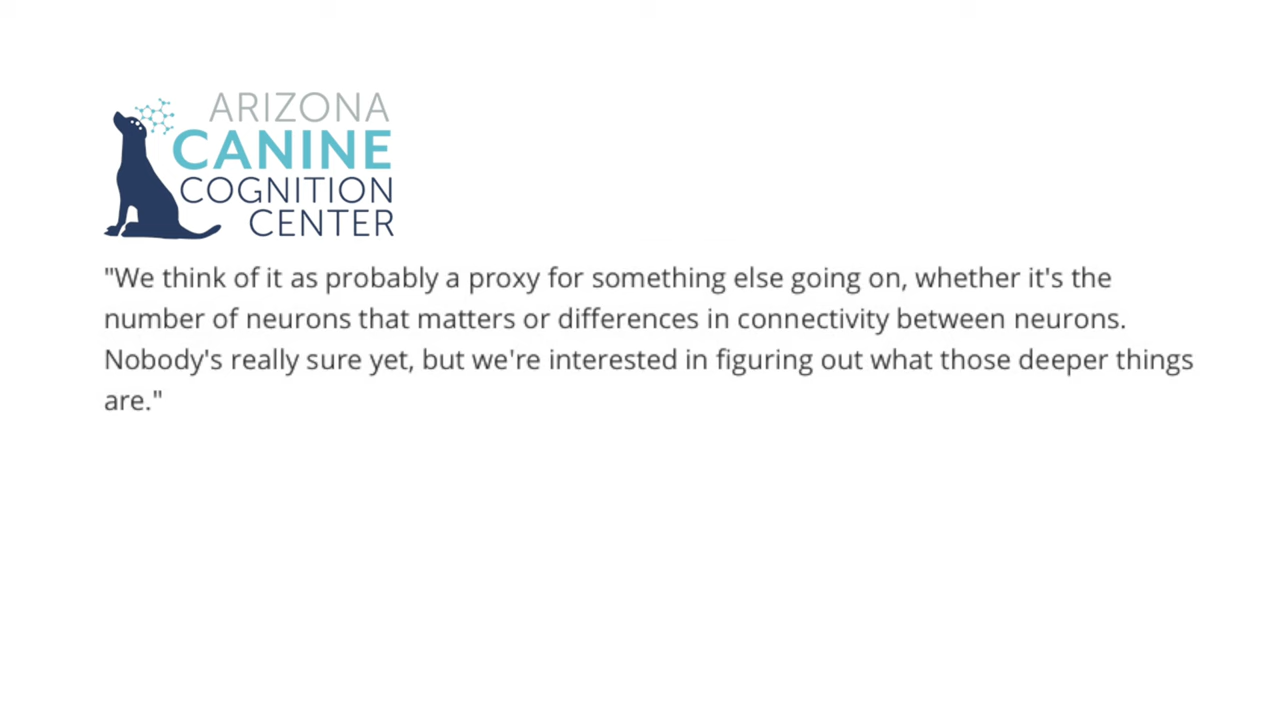 ARIZONA
CANINE
COGNITION
CENTER
"We think of it as probably a proxy for something else going on, whether it's the
number of neurons that matters or differences in connectivity between neurons.
Nobody's really sure yet, but we're interested in figuring out what those deeper things
are."